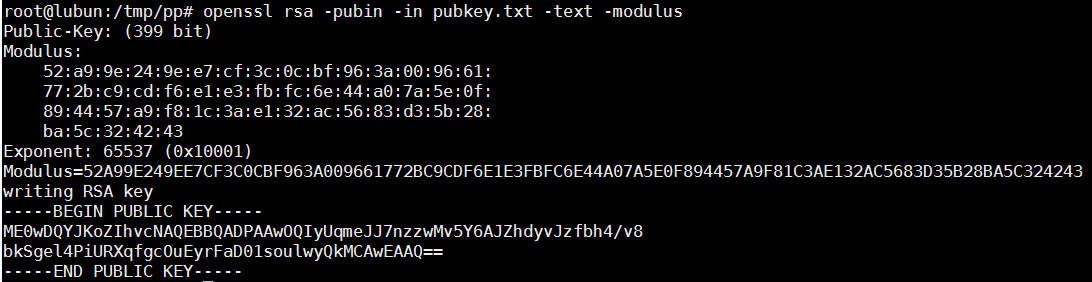 root@lubun:/tmp/pp# openssl rsa -pubin -in pubkey.txt -text -modulus
Public-Key: (399 bit)
Modulus:
    52:a9:9e:24:9e:e7:cf:3c:0c:bf:96:3a:00:96:61:
    77:2b:c9:cd:f6:e1:e3:fb:fc:6e:44:a0:7a:5e:0f:
    89:44:57:a9:f8:1c:3a:e1:32:ac:56:83:d3:5b:28:
    ba:5c:32:42:43
Exponent: 65537 (0x10001)
Modulus=52A99E249EE7CF3C0CBF963A009661772BC9CDF6E1E3FBFC6E44A07A5E0F894457A9F81C3AE132AC5683D35B28BA5C324243
writing RSA key
-----BEGIN PUBLIC KEY-----
ME0wDQYJKoZIhvcNAQEBBQADPAAwOQIyUqmeJJ7nzzwMv5Y6AJZhdyvJzfbh4/v8
bkSgel4PiURXqfgcOuEyrFaD01soulwyQkMCAwEAAQ==
-----END PUBLIC KEY-----